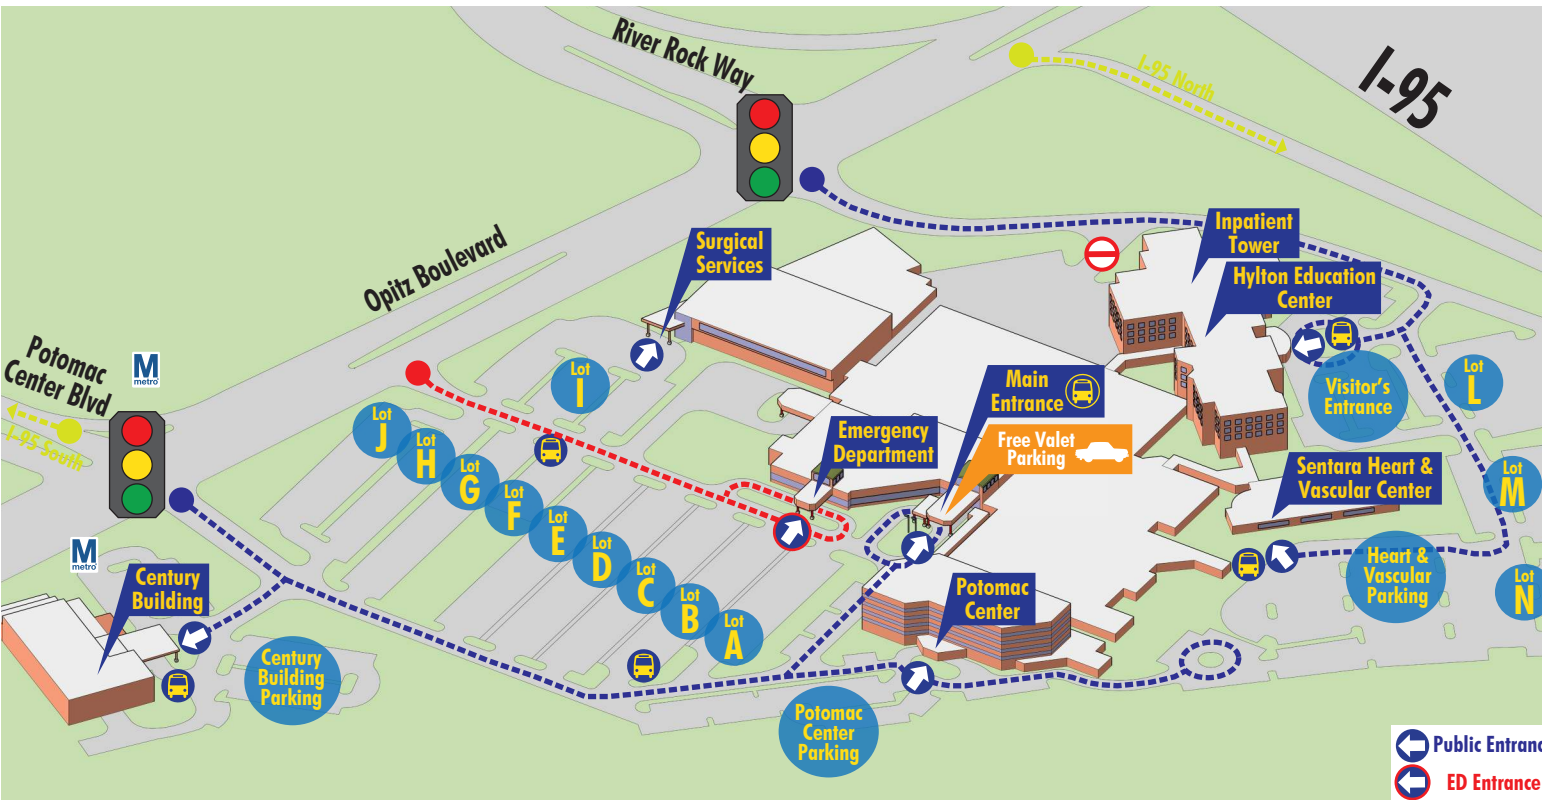 River Rock Way
I-95 North
I-95
Opitz Boulevard
Potomac
Center Blvd
I-95 South
M
metro
M
metro
Surgical
Services
Inpatient
Tower
Hylton Education
Center
Main
Entrance
Free Valet
Parking
Emergency
Department
Visitor's
Entrance
Sentara Heart &
Vascular Center
Heart &
Vascular
Parking
Potomac
Center
Century
Building
Century
Building
Parking
Potomac
Center
Parking
Lot
I
Lot
J
Lot
H
Lot
G
Lot
F
Lot
E
Lot
D
Lot
C
Lot
B
Lot
A
Lot
L
Lot
M
Lot
N
Public Entranc
ED Entrance